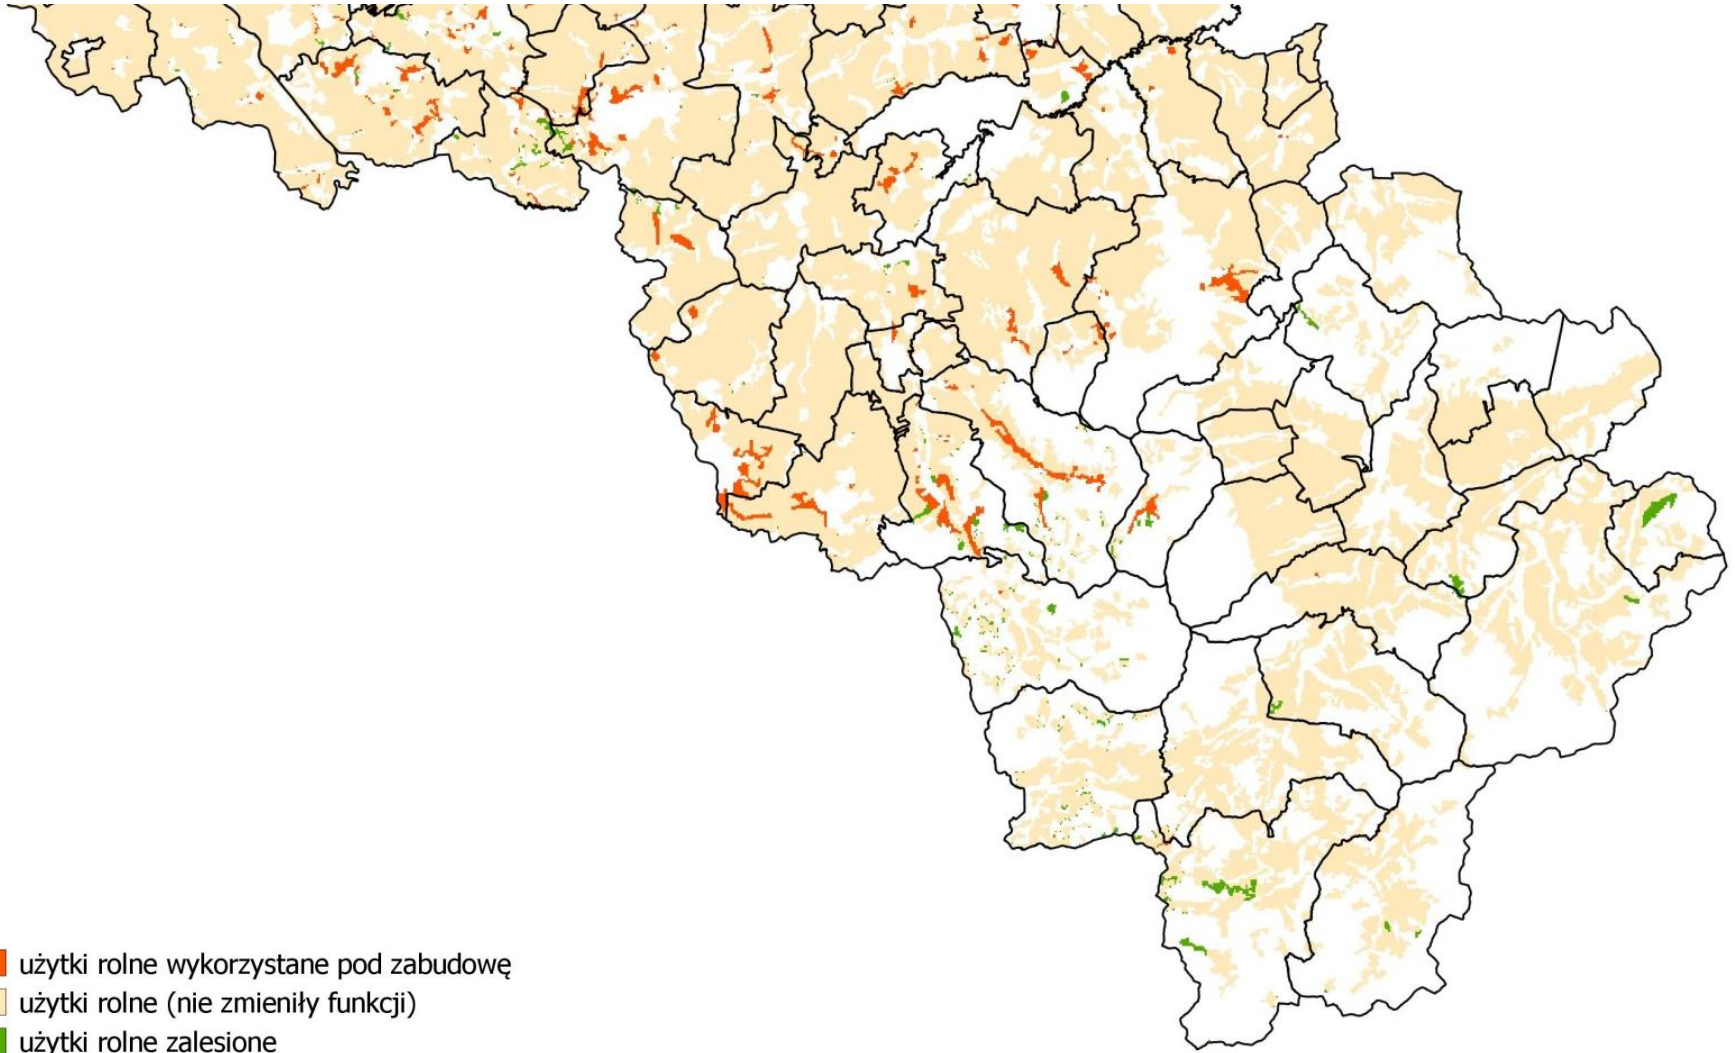 użytki rolne wykorzystane pod zabudowę
użytki rolne (nie zmieniły funkcji)
użytki rolne zalesione